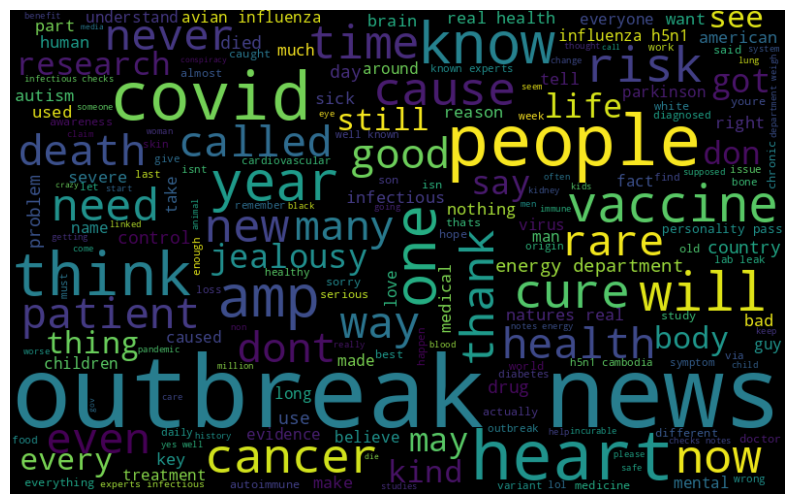 benefit media understand avian influenza
never time know
brain real health everyone want see
part conspiracy
human died much caught known experts influenza h5n1 american
thought call work system
research
infectious checks almost day around
covid cause risk got
seem change lung
autism sick tell parkinson said youre
used someone eye reason week white diagnosed right
awareness claim
death called still good life
woman
skin well known
people don
severe give cardiovascular fact find department weigh chronic
isnt son isn often supposed issue
problem last infectious kidney kids bone
crazy let start take remember black
year say vaccine
need nothing men immune
name linked animal going thats virus personality pass
control new many one hope man origin old country
getting enough jealousy rare
come healthy love medical lab leak
think loss sorry thank energy department
must serious cure will
patient amp way natures real study keep
non notes energy bad
caused blood
thing dont health body guy
worse pandemic really made best happen h5n1 cambodia symptom via
children million world diabetes child
gov long drug
outbreak news
care use actually
food daily history evidence outbreak help incurable different doctor
yes well believe checks notes
even cancer may heart now
every key die kind please
treatment make variant lol safe mental wrong
everything experts infectious autoimmune studies medicine